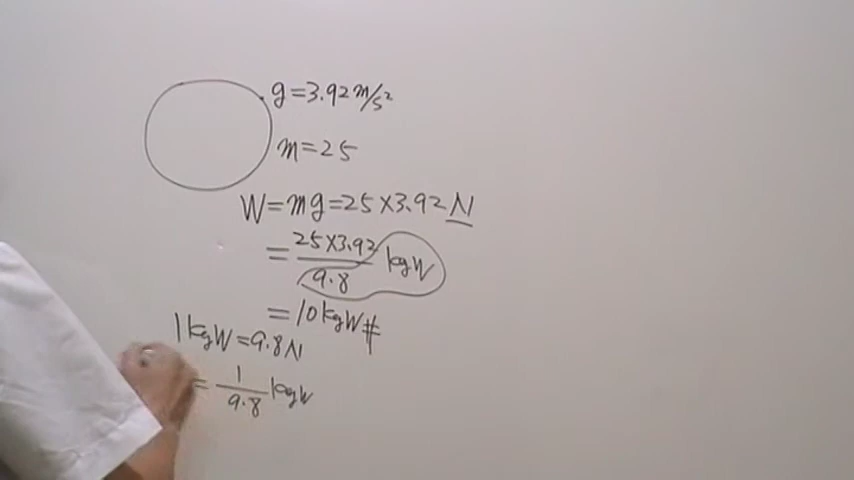 g=3.92m/s²
m=25
W=mg=25×3.92N
=25×3.92/9.8 kgW
=10kgW#
1kgW=9.8N
=1/9.8 kgW